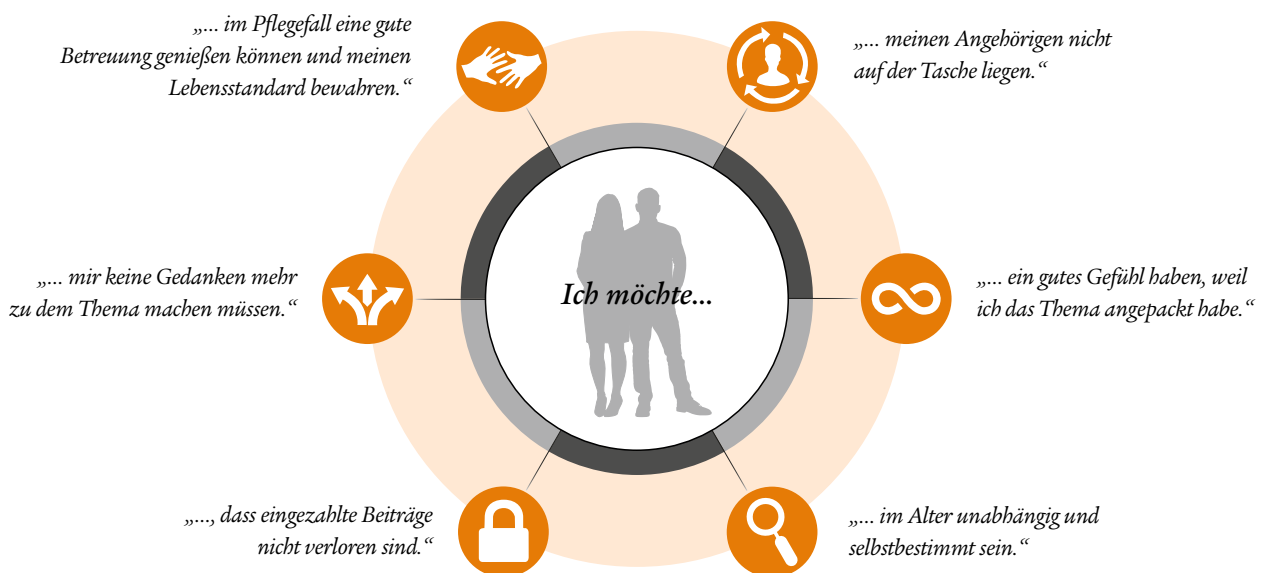 „... im Pflegefall eine gute
Betreuung genießen können und meinen
Lebensstandard bewahren.“
„... meinen Angehörigen nicht
auf der Tasche liegen.“
„... mir keine Gedanken mehr
zu dem Thema machen müssen.“
Ich möchte...
„... ein gutes Gefühl haben, weil
ich das Thema angepackt habe.“
„..., dass eingezahlte Beiträge
nicht verloren sind.“
„... im Alter unabhängig und
selbstbestimmt sein.“